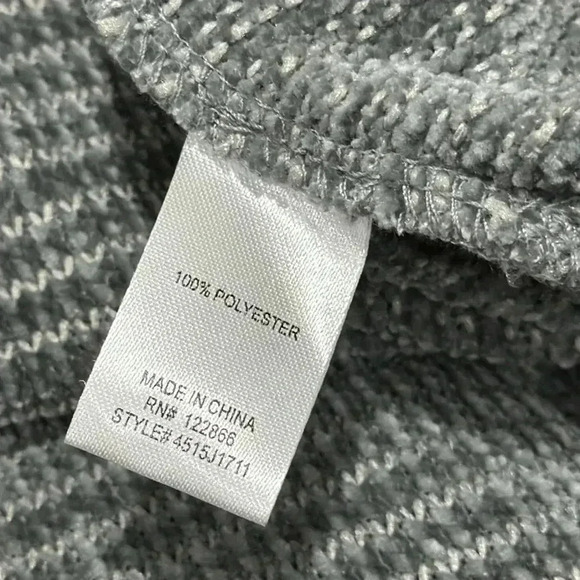 100% POLYESTER
MADE IN CHINA
RN# 122866
STYLE# 4515J1711